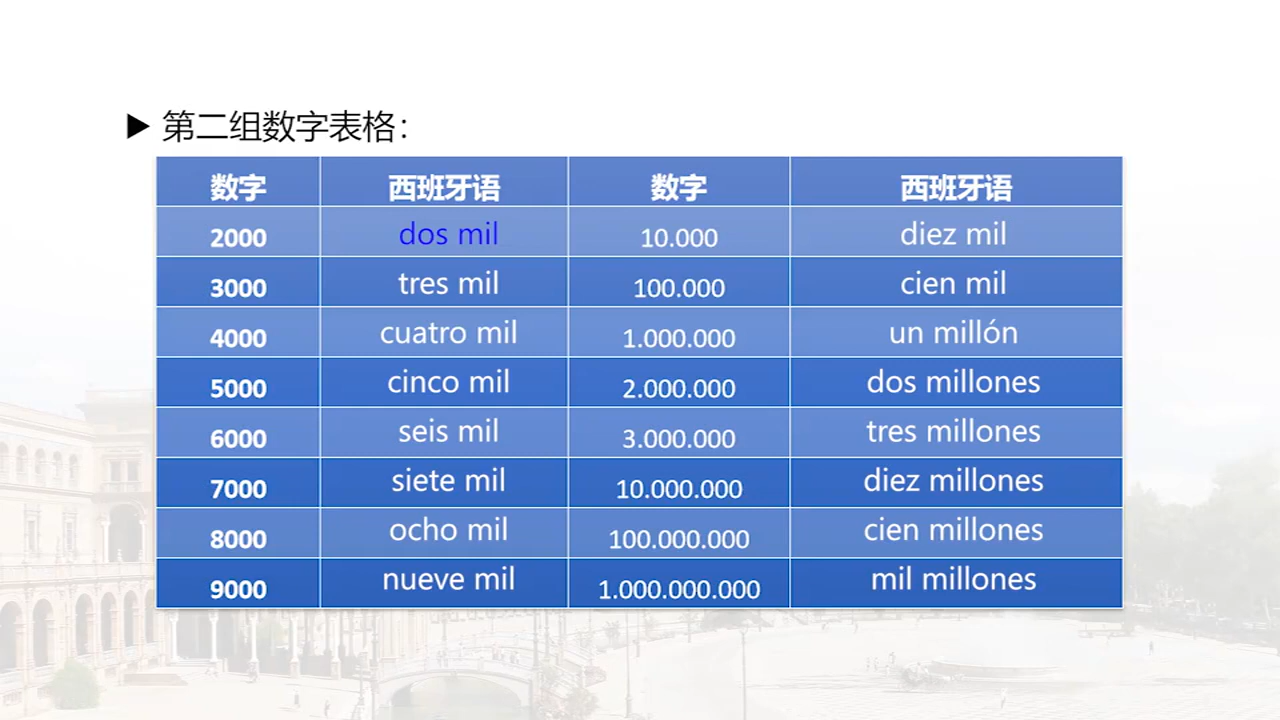 ▶ 第二组数字表格：
数字 西班牙语 数字 西班牙语
2000 dos mil 10.000 diez mil
3000 tres mil 100.000 cien mil
4000 cuatro mil 1.000.000 un millón
5000 cinco mil 2.000.000 dos millones
6000 seis mil 3.000.000 tres millones
7000 siete mil 10.000.000 diez millones
8000 ocho mil 100.000.000 cien millones
9000 nueve mil 1.000.000.000 mil millones